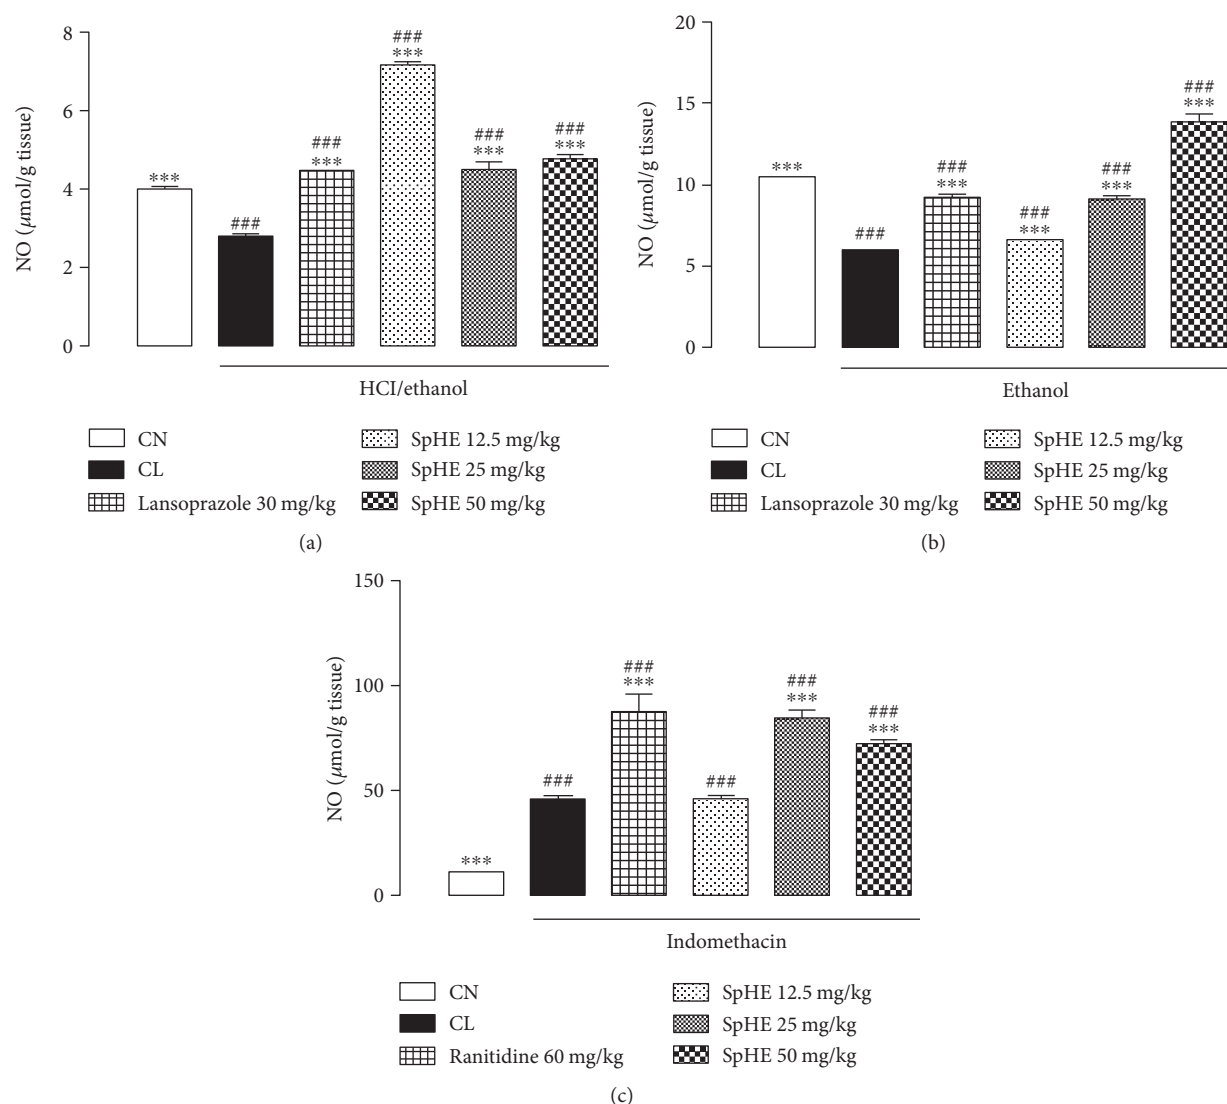 8
6
4
2
0
NO (μmol/g tissue)
***
###
###
***
###
***
###
***
###
***
HCI/ethanol
CN
CL
Lansoprazole 30 mg/kg
SpHE 12.5 mg/kg
SpHE 25 mg/kg
SpHE 50 mg/kg
(a)
20
15
10
5
0
NO (μmol/g tissue)
***
###
###
***
###
***
###
***
###
***
Ethanol
CN
CL
Lansoprazole 30 mg/kg
SpHE 12.5 mg/kg
SpHE 25 mg/kg
SpHE 50 mg/kg
(b)
150
100
50
0
NO (μmol/g tissue)
***
###
###
***
###
###
***
###
***
Indomethacin
CN
CL
Ranitidine 60 mg/kg
SpHE 12.5 mg/kg
SpHE 25 mg/kg
SpHE 50 mg/kg
(c)